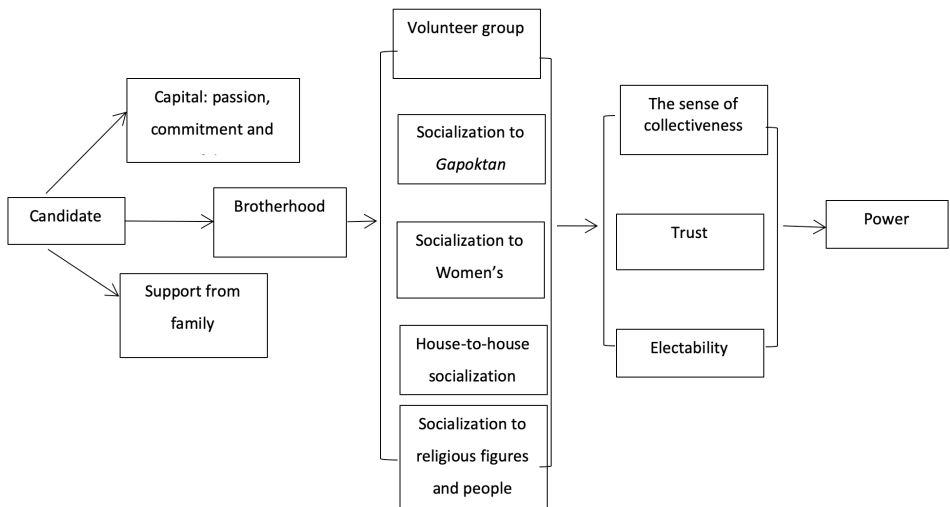 Candidate
Capital: passion,
commitment and
Brotherhood
Support from
family
Volunteer group
Socialization to
Gapoktan
Socialization to
Women’s
House-to-house
socialization
Socialization to
religious figures
and people
The sense of
collectiveness
Trust
Electability
Power